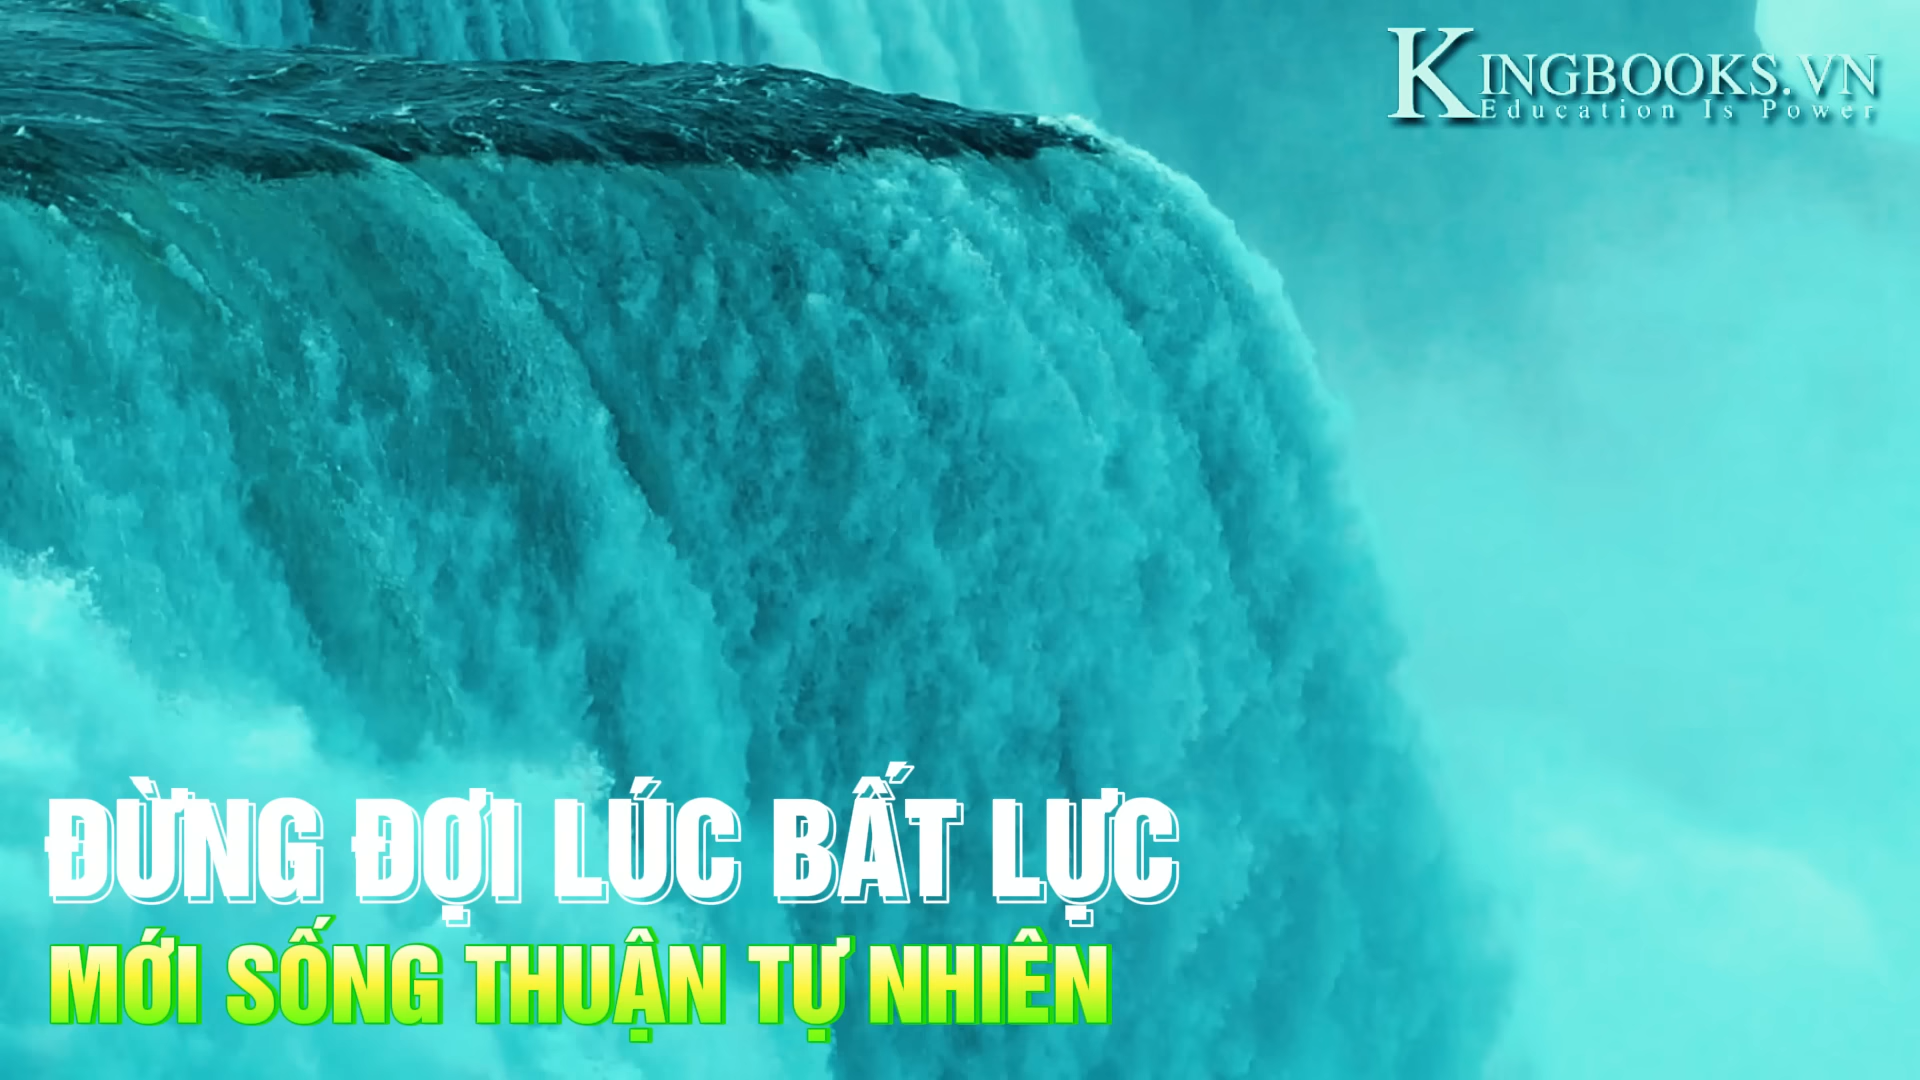 KINGBOOKS.VN
Education Is Power
ĐỪNG ĐỢI LÚC BẤT LỰC
MỚI SỐNG THUẬN TỰ NHIÊN